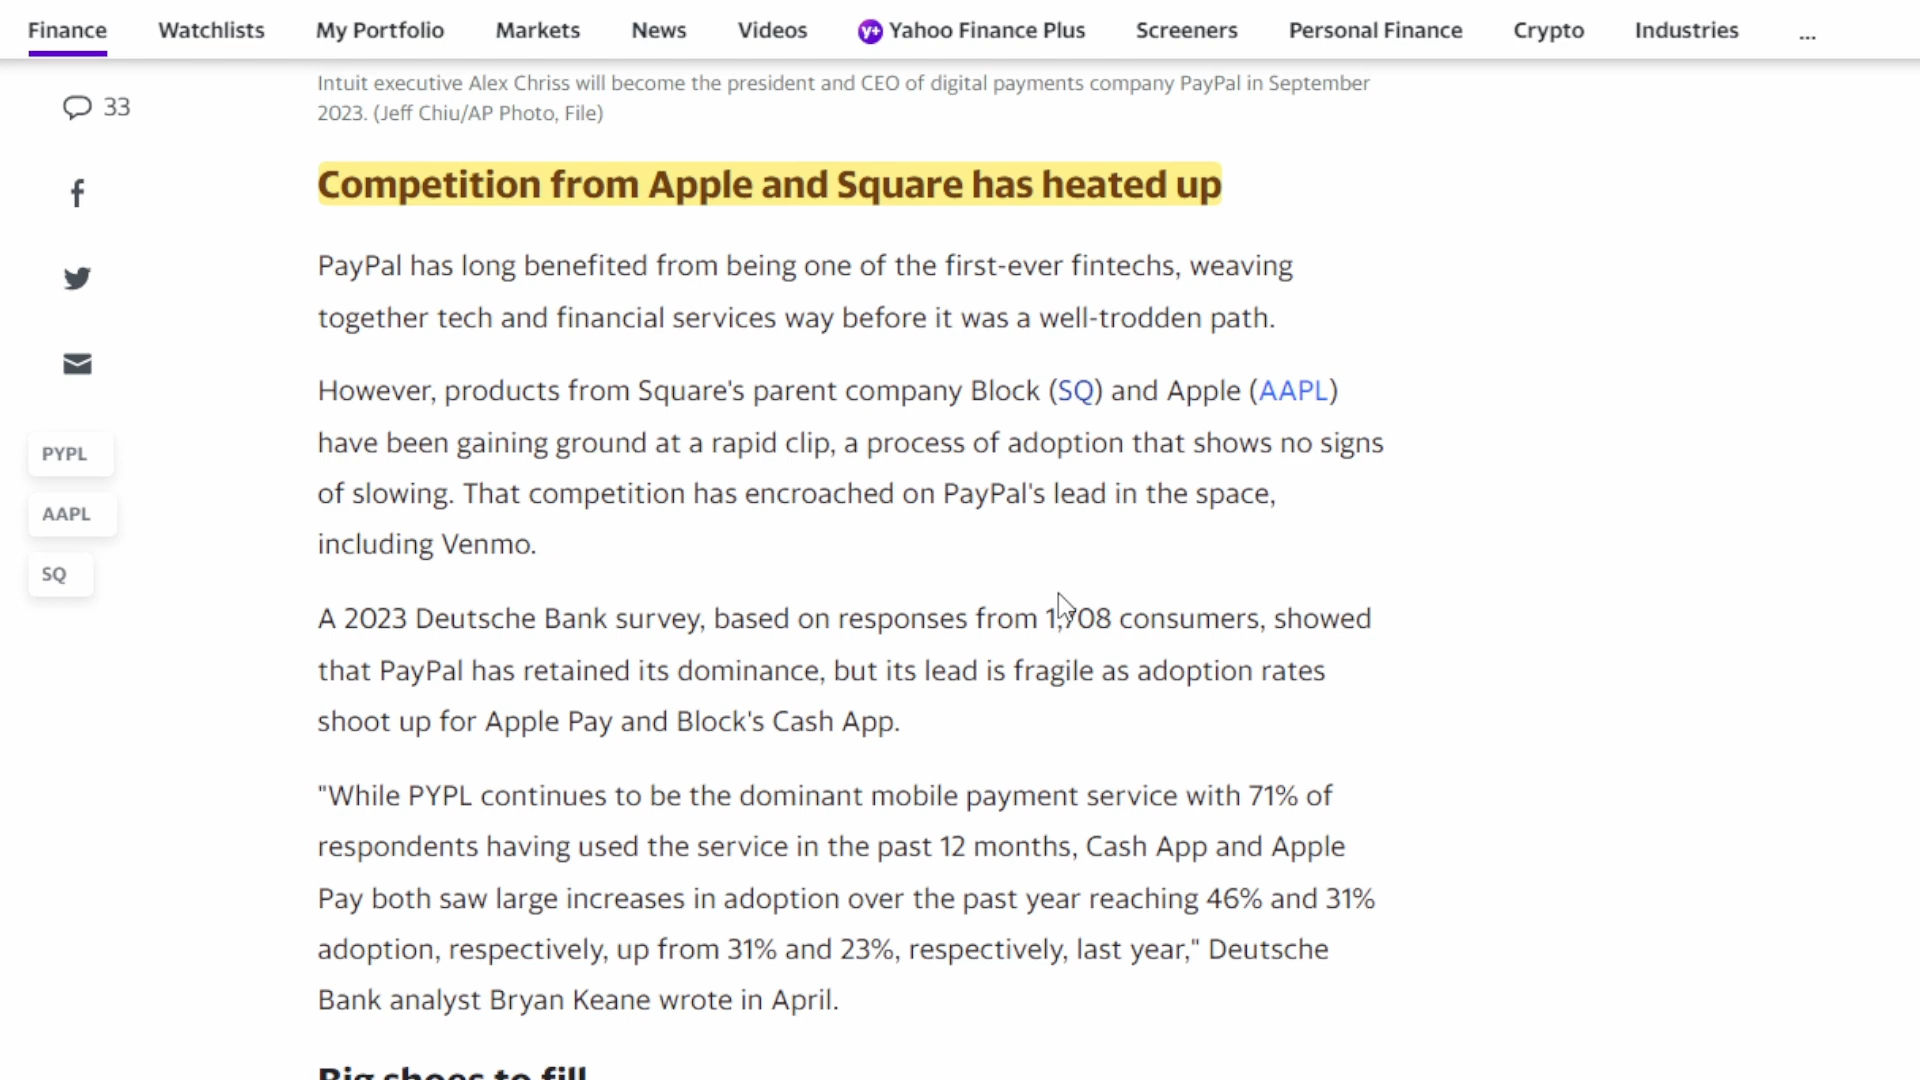 Finance Watchlists My Portfolio Markets News Videos y+ Yahoo Finance Plus Screeners Personal Finance Crypto Industries ...
Intuit executive Alex Chriss will become the president and CEO of digital payments company PayPal in September
2023. (Jeff Chiu/AP Photo, File)
33
Competition from Apple and Square has heated up
PayPal has long benefited from being one of the first-ever fintechs, weaving
together tech and financial services way before it was a well-trodden path.
However, products from Square's parent company Block (SQ) and Apple (AAPL)
have been gaining ground at a rapid clip, a process of adoption that shows no signs
of slowing. That competition has encroached on PayPal's lead in the space,
including Venmo.
PYPL
AAPL
SQ
A 2023 Deutsche Bank survey, based on responses from 1,708 consumers, showed
that PayPal has retained its dominance, but its lead is fragile as adoption rates
shoot up for Apple Pay and Block's Cash App.
"While PYPL continues to be the dominant mobile payment service with 71% of
respondents having used the service in the past 12 months, Cash App and Apple
Pay both saw large increases in adoption over the past year reaching 46% and 31%
adoption, respectively, up from 31% and 23%, respectively, last year," Deutsche
Bank analyst Bryan Keane wrote in April.
Big shoes to fill